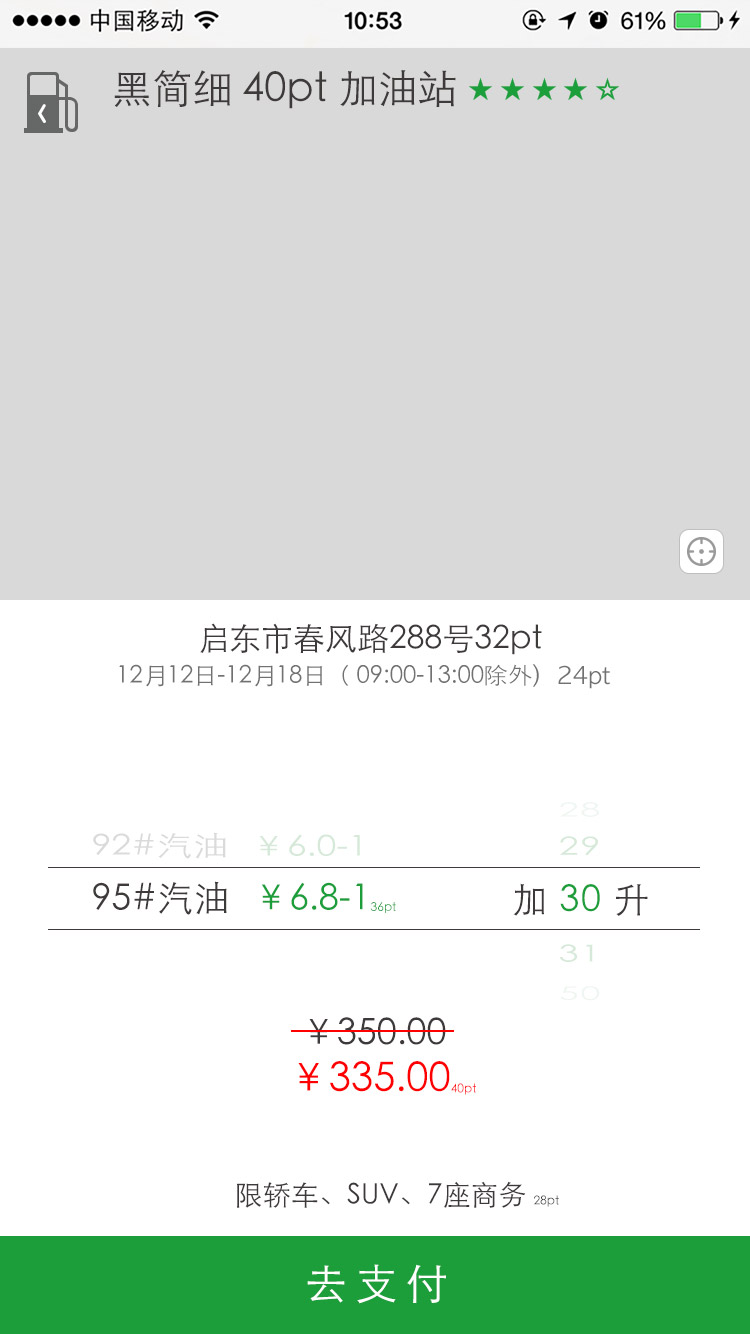 中国移动 10:53 61%
黑简细 40pt 加油站 ★★★★☆
启东市春风路288号32pt
12月12日-12月18日（09:00-13:00除外） 24pt
28
92#汽油 ￥6.0-1 29
95#汽油 ￥6.8-1 36pt 加 30 升
31
50
￥350.00
￥335.00 40pt
限轿车、SUV、7座商务 28pt
去支付